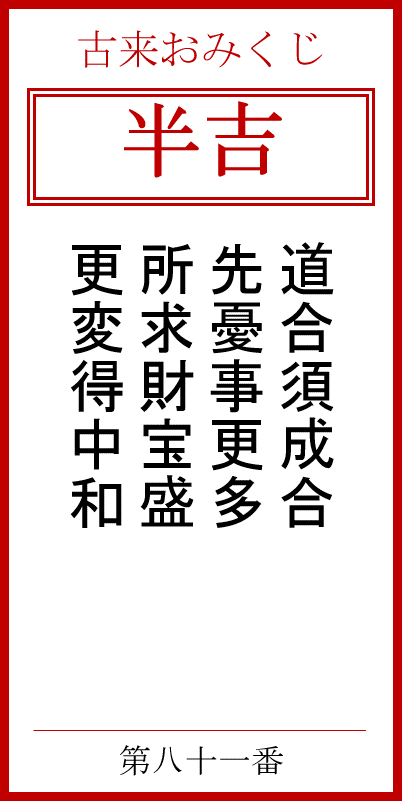 古来おみくじ
半吉
道合須成合
先憂事更多
所求財宝盛
更変得中和
第八十一番